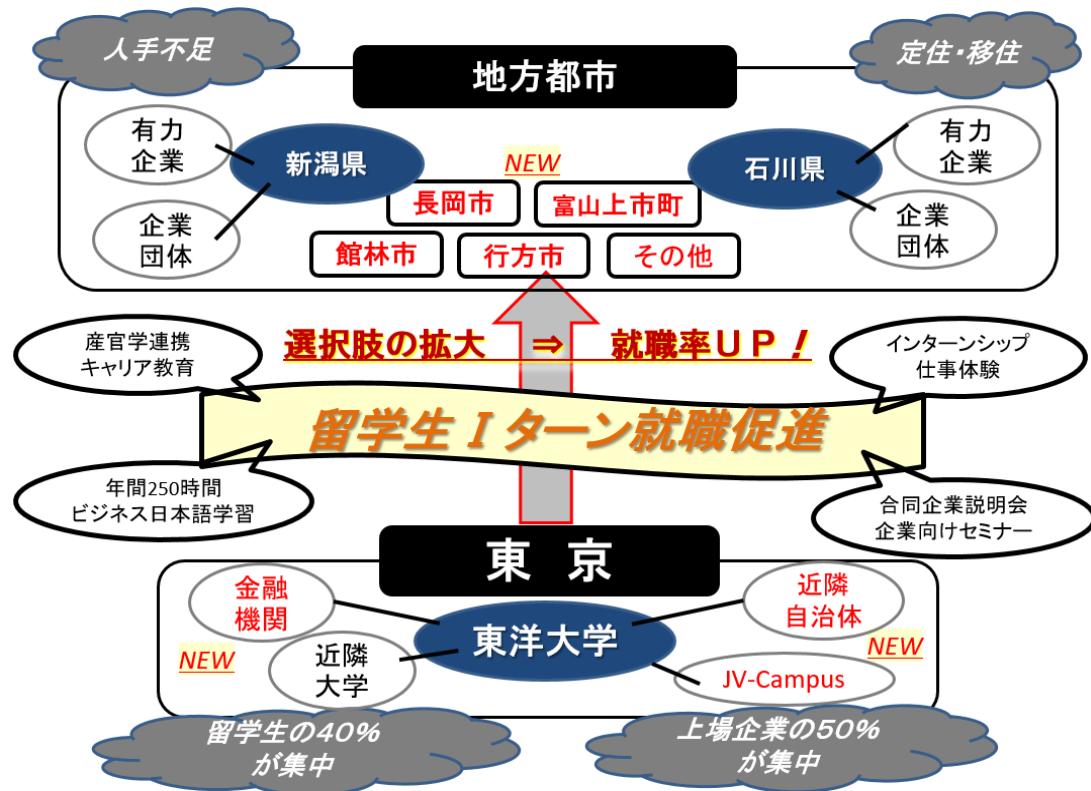 人手不足
定住・移住
地方都市
有力
企業
新潟県
NEW
石川県
有力
企業
長岡市
富山上市町
企業
団体
企業
団体
館林市
行方市
その他
産官学連携
キャリア教育
選択肢の拡大 ⇒ 就職率UP!
インターンシップ
仕事体験
留学生Iターン就職促進
年間250時間
ビジネス日本語学習
合同企業説明会
企業向けセミナー
東 京
金融
機関
近隣
自治体
東洋大学
NEW
NEW
近隣
大学
JV-Campus
留学生の40%
が集中
上場企業の50%
が集中